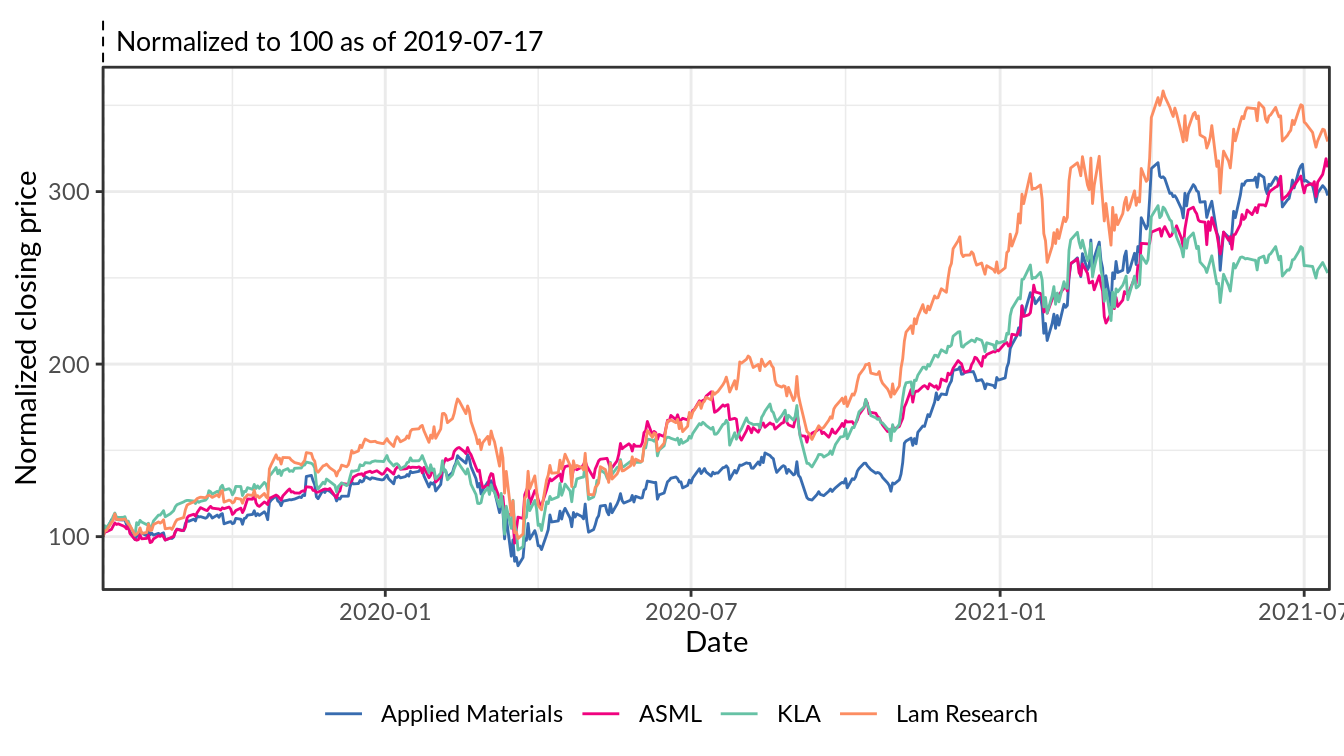 Normalized to 100 as of 2019-07-17
Normalized closing price
300
200
100
2020-01
2020-07
2021-01
2021-07
Date
Applied Materials
ASML
KLA
Lam Research